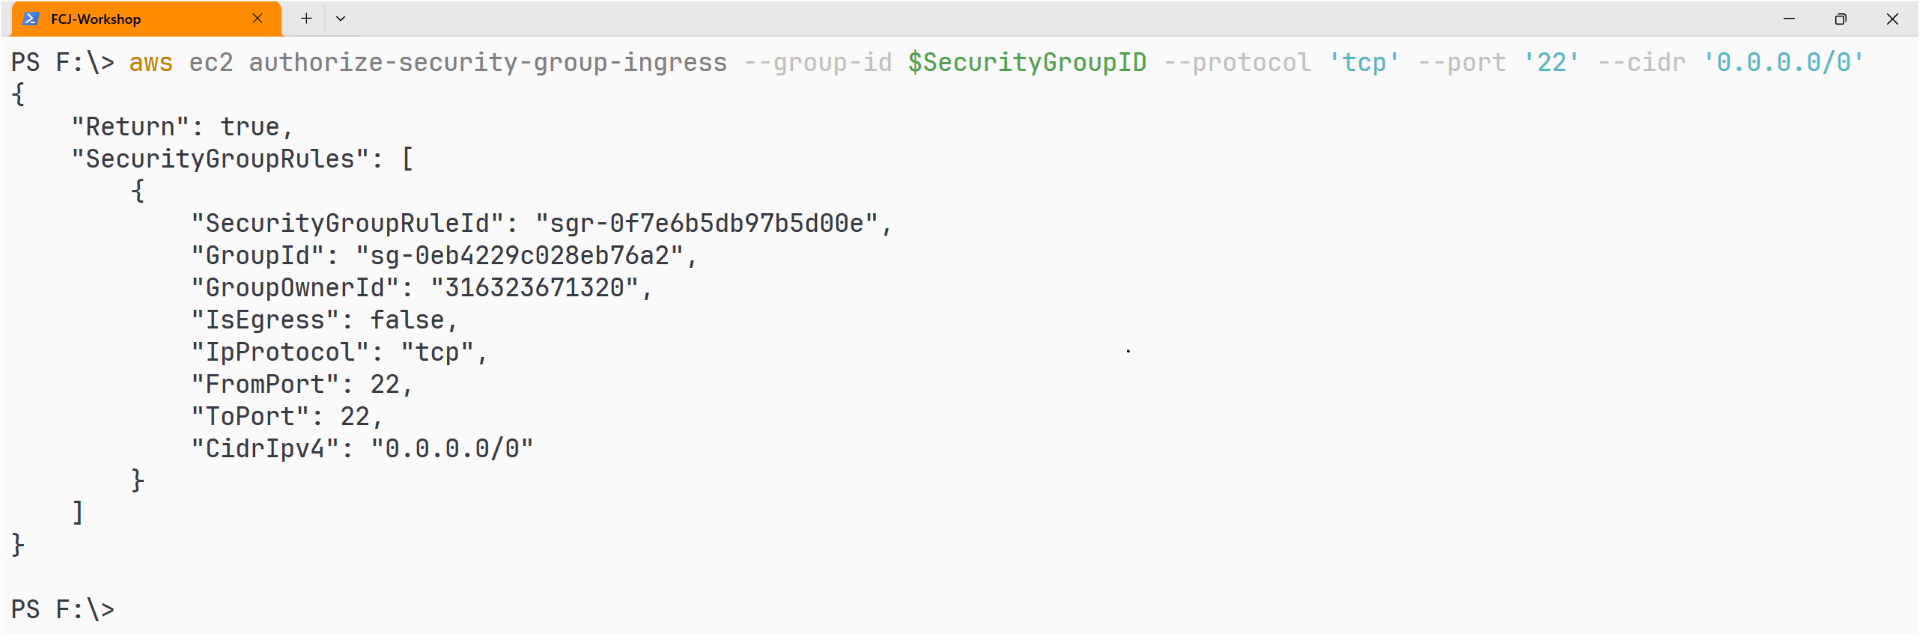 FCJ-Workshop
PS F:\> aws ec2 authorize-security-group-ingress --group-id $SecurityGroupID --protocol 'tcp' --port '22' --cidr '0.0.0.0/0'
{
    "Return": true,
    "SecurityGroupRules": [
        {
            "SecurityGroupRuleId": "sgr-0f7e6b5db97b5d00e",
            "GroupId": "sg-0eb4229c028eb76a2",
            "GroupOwnerId": "316323671320",
            "IsEgress": false,
            "IpProtocol": "tcp",
            "FromPort": 22,
            "ToPort": 22,
            "CidrIpv4": "0.0.0.0/0"
        }
    ]
}
PS F:\>